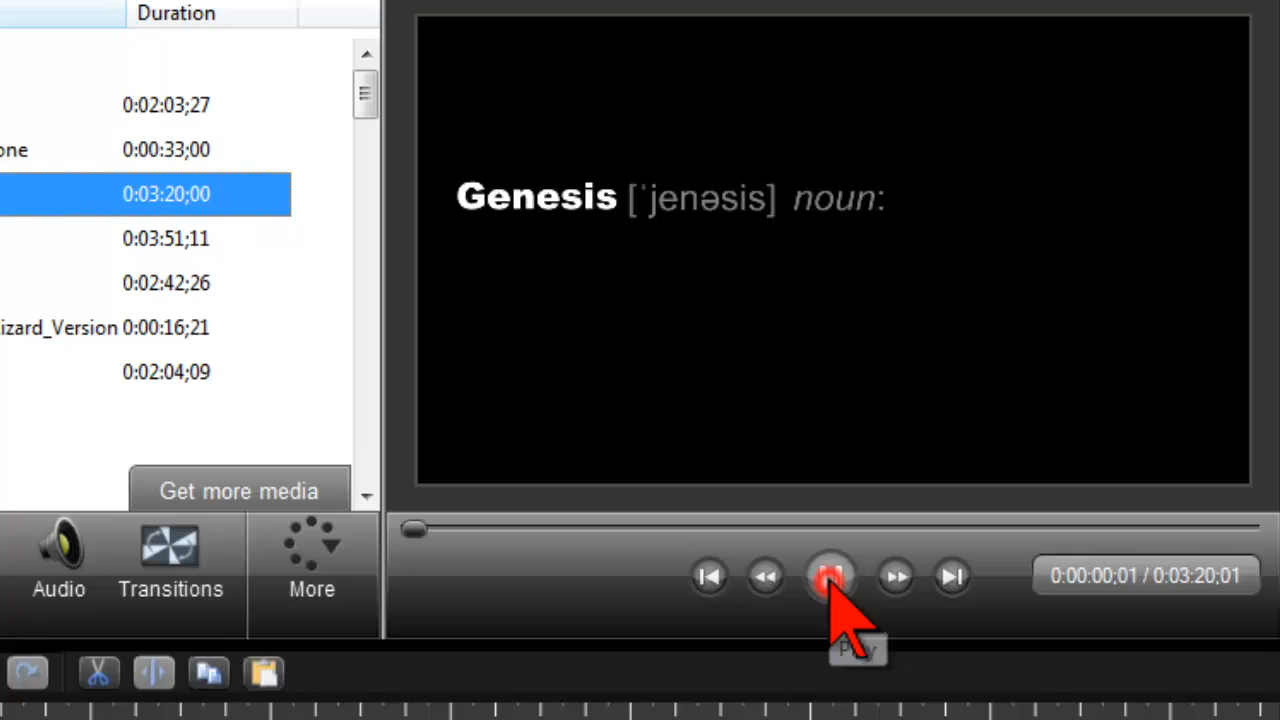 Duration
0:02:03;27
one 0:00:33;00
0:03:20;00
0:03:51;11
0:02:42;26
izard_Version 0:00:16;21
0:02:04;09
Get more media
Audio
Transitions
More
Genesis [ˈjenəsis] noun:
0:00:00;01 / 0:03:20;01
Play